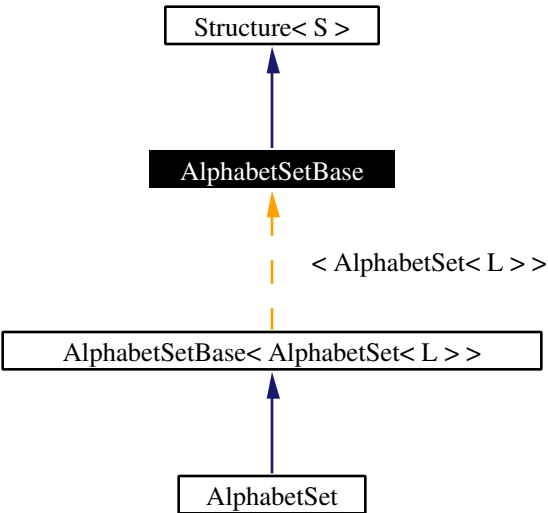 Structure< S >
AlphabetSetBase
< AlphabetSet< L > >
AlphabetSetBase< AlphabetSet< L > >
AlphabetSet